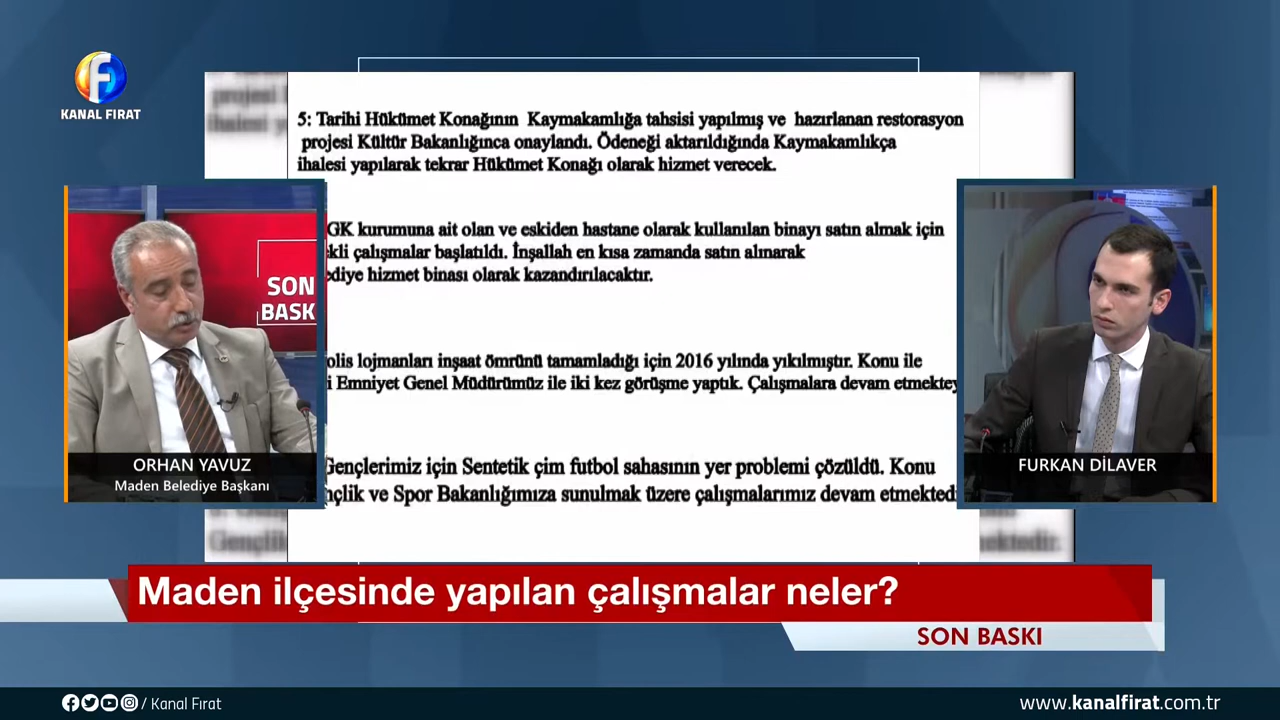 KANAL FIRAT
5: Tarihi Hükümet Konağının Kaymakamlığa tahsisi yapılmış ve hazırlanan restorasyon
projesi Kültür Bakanlığınca onaylandı. Ödeneği aktarıldığında Kaymakamlıkça
ihalesi yapılarak tekrar Hükümet Konağı olarak hizmet verecek.
GK kurumuna ait olan ve eskiden hastane olarak kullanılan binayı satın almak için
ekli çalışmalar başlatıldı. İnşallah en kısa zamanda satın alınarak
ediye hizmet binası olarak kazandırılacaktır.
olis lojmanları inşaat ömrünü tamamladığı için 2016 yılında yıkılmıştır. Konu ile
i Emniyet Genel Müdürümüz ile iki kez görüşme yaptık. Çalışmalara devam etmektey
Gençlerimiz için Sentetik çim futbol sahasının yer problemi çözüldü. Konu
nçlik ve Spor Bakanlığımıza sunulmak üzere çalışmalarımız devam etmektedi
SON
BASK
ORHAN YAVUZ
Maden Belediye Başkanı
FURKAN DİLAVER
Maden ilçesinde yapılan çalışmalar neler?
SON BASKI
/ Kanal Fırat
www.kanalfirat.com.tr